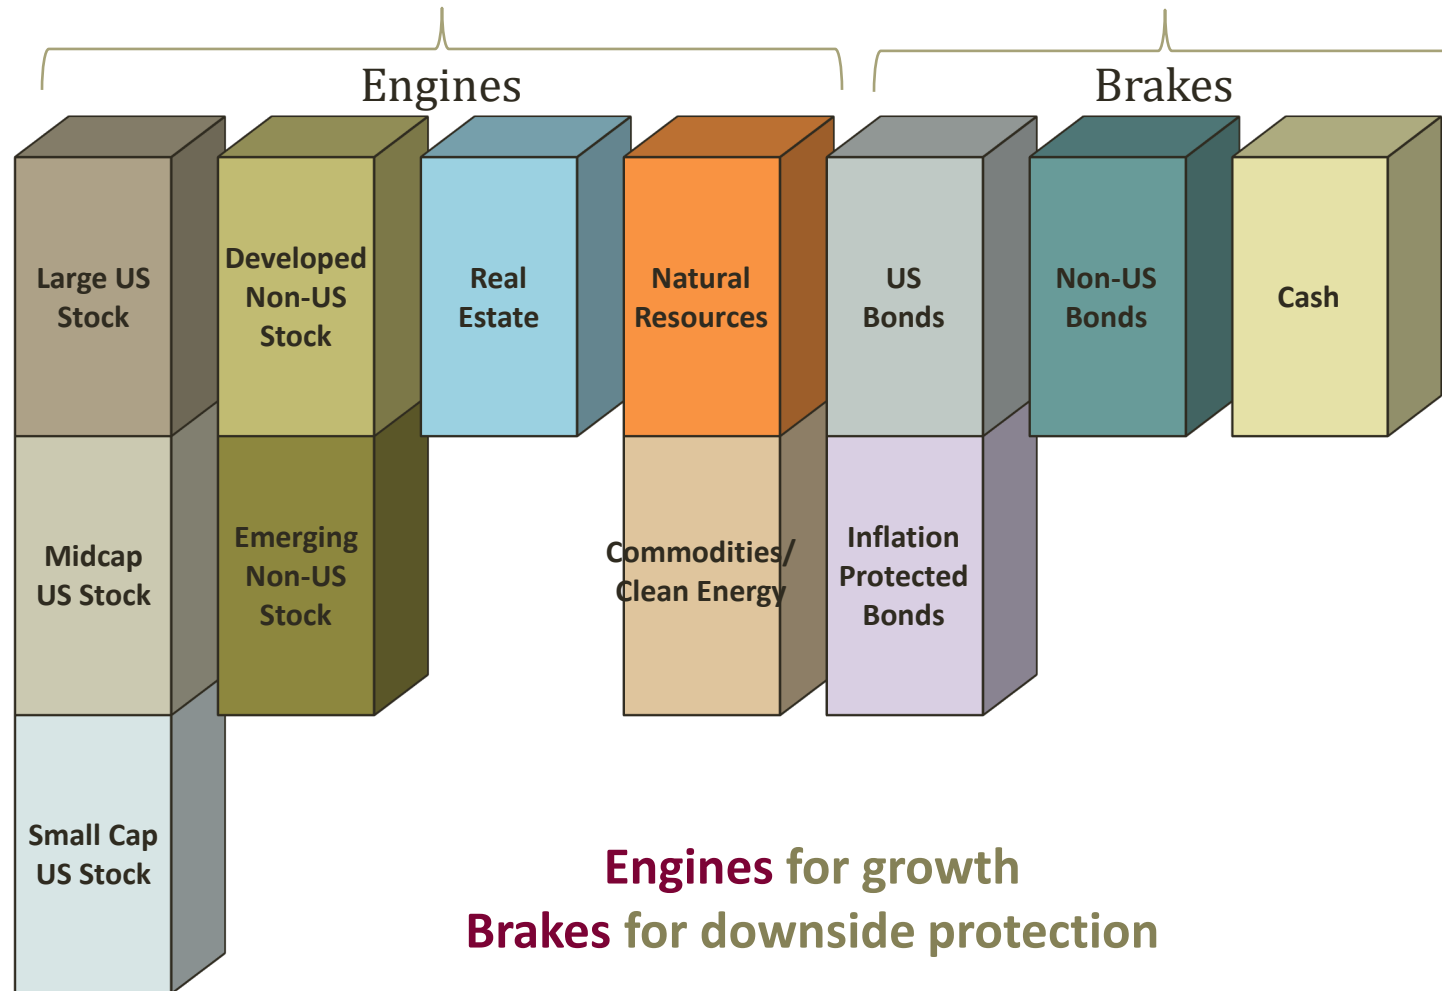 Engines
Brakes
Large US
Stock
Developed
Non-US
Stock
Real
Estate
Natural
Resources
US
Bonds
Non-US
Bonds
Cash
Midcap
US Stock
Emerging
Non-US
Stock
Commodities/
Clean Energy
Inflation
Protected
Bonds
Small Cap
US Stock
Engines for growth
Brakes for downside protection